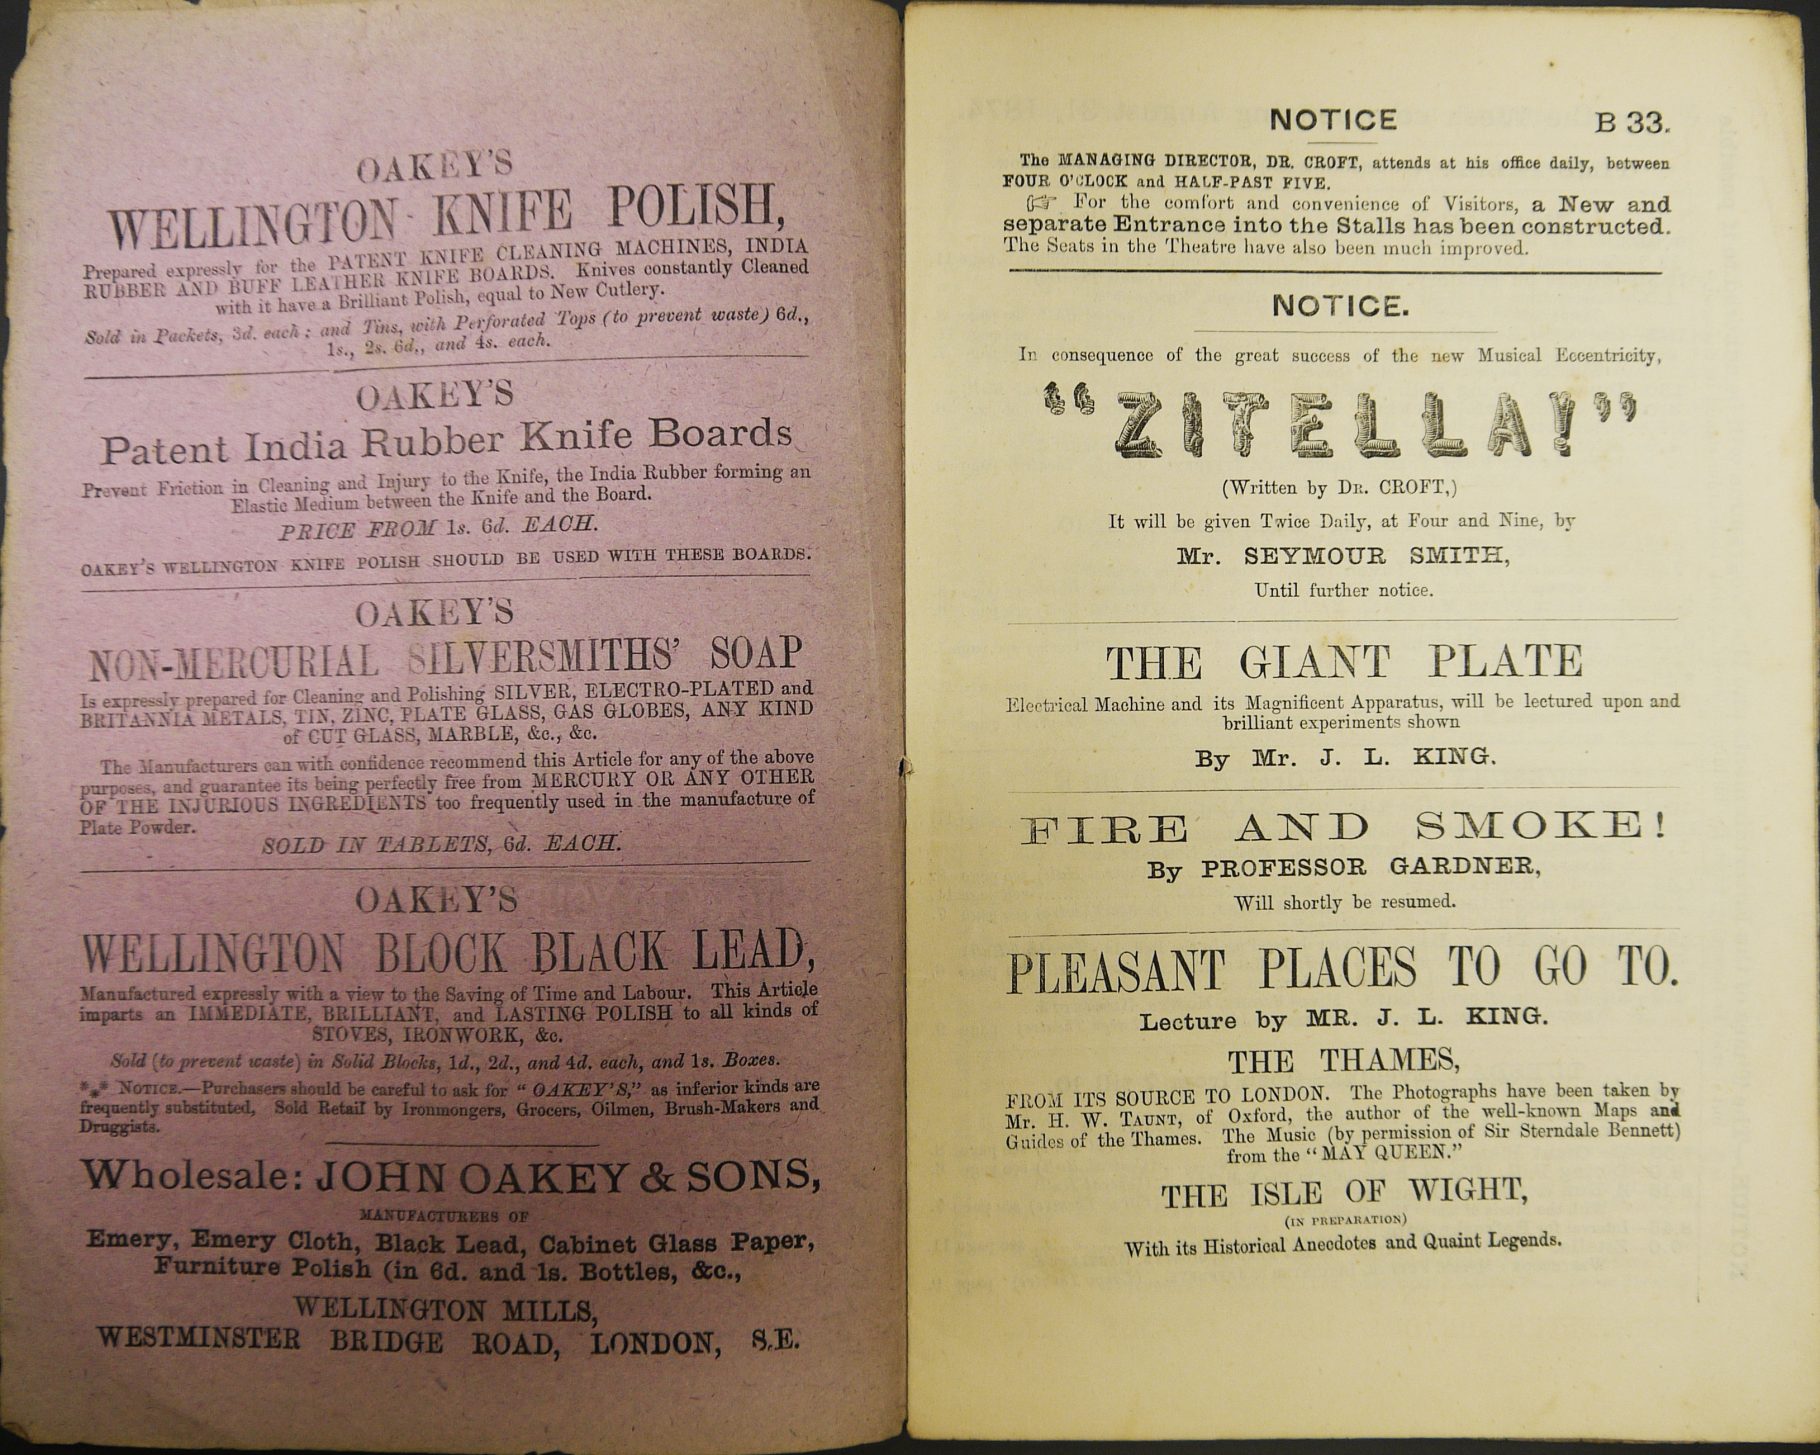 OAKEY'S
WELLINGTON KNIFE POLISH,
Prepared expressly for the PATENT KNIFE CLEANING MACHINES, INDIA
RUBBER AND BUFF LEATHER KNIFE BOARDS. Knives constantly Cleaned
with it have a Brilliant Polish, equal to New Cutlery.
Sold in Packets, 3d. each; and Tins, with Perforated Tops (to prevent waste) 6d.,
1s., 2s. 6d., and 4s. each.
OAKEY'S
Patent India Rubber Knife Boards
Prevent Friction in Cleaning and Injury to the Knife, the India Rubber forming an
Elastic Medium between the Knife and the Board.
PRICE FROM 1s. 6d. EACH.
OAKEY'S WELLINGTON KNIFE POLISH SHOULD BE USED WITH THESE BOARDS.
OAKEY'S
NON-MERCURIAL SILVERSMITHS' SOAP
Is expressly prepared for Cleaning and Polishing SILVER, ELECTRO-PLATED and
BRITANNIA METALS, TIN, ZINC, PLATE GLASS, GAS GLOBES, ANY KIND
of CUT GLASS, MARBLE, &c., &c.
The Manufacturers can with confidence recommend this Article for any of the above
purposes, and guarantee its being perfectly free from MERCURY OR ANY OTHER
OF THE INJURIOUS INGREDIENTS too frequently used in the manufacture of
Plate Powder.
SOLD IN TABLETS, 6d. EACH.
OAKEY'S
WELLINGTON BLOCK BLACK LEAD,
Manufactured expressly with a view to the Saving of Time and Labour. This Article
imparts an IMMEDIATE, BRILLIANT, and LASTING POLISH to all kinds of
STOVES, IRONWORK, &c.
Sold (to prevent waste) in Solid Blocks, 1d., 2d., and 4d. each, and 1s. Boxes.
*⁎* NOTICE.—Purchasers should be careful to ask for "OAKEY'S," as inferior kinds are
frequently substituted, Sold Retail by Ironmongers, Grocers, Oilmen, Brush-Makers and
Druggists.
Wholesale: JOHN OAKEY & SONS,
MANUFACTURERS OF
Emery, Emery Cloth, Black Lead, Cabinet Glass Paper,
Furniture Polish (in 6d. and 1s. Bottles, &c.,
WELLINGTON MILLS,
WESTMINSTER BRIDGE ROAD, LONDON, S.E.
NOTICE B 33.
The MANAGING DIRECTOR, DR. CROFT, attends at his office daily, between
FOUR O'CLOCK and HALF-PAST FIVE.
☞ For the comfort and convenience of Visitors, a New and
separate Entrance into the Stalls has been constructed.
The Seats in the Theatre have also been much improved.
NOTICE.
In consequence of the great success of the new Musical Eccentricity,
"ZITELLA!"
(Written by DR. CROFT,)
It will be given Twice Daily, at Four and Nine, by
Mr. SEYMOUR SMITH,
Until further notice.
THE GIANT PLATE
Electrical Machine and its Magnificent Apparatus, will be lectured upon and
brilliant experiments shown
By Mr. J. L. KING.
FIRE AND SMOKE!
By PROFESSOR GARDNER,
Will shortly be resumed.
PLEASANT PLACES TO GO TO.
Lecture by MR. J. L. KING.
THE THAMES,
FROM ITS SOURCE TO LONDON. The Photographs have been taken by
Mr. H. W. TAUNT, of Oxford, the author of the well-known Maps and
Guides of the Thames. The Music (by permission of Sir Sterndale Bennett)
from the "MAY QUEEN."
THE ISLE OF WIGHT,
(IN PREPARATION)
With its Historical Anecdotes and Quaint Legends.